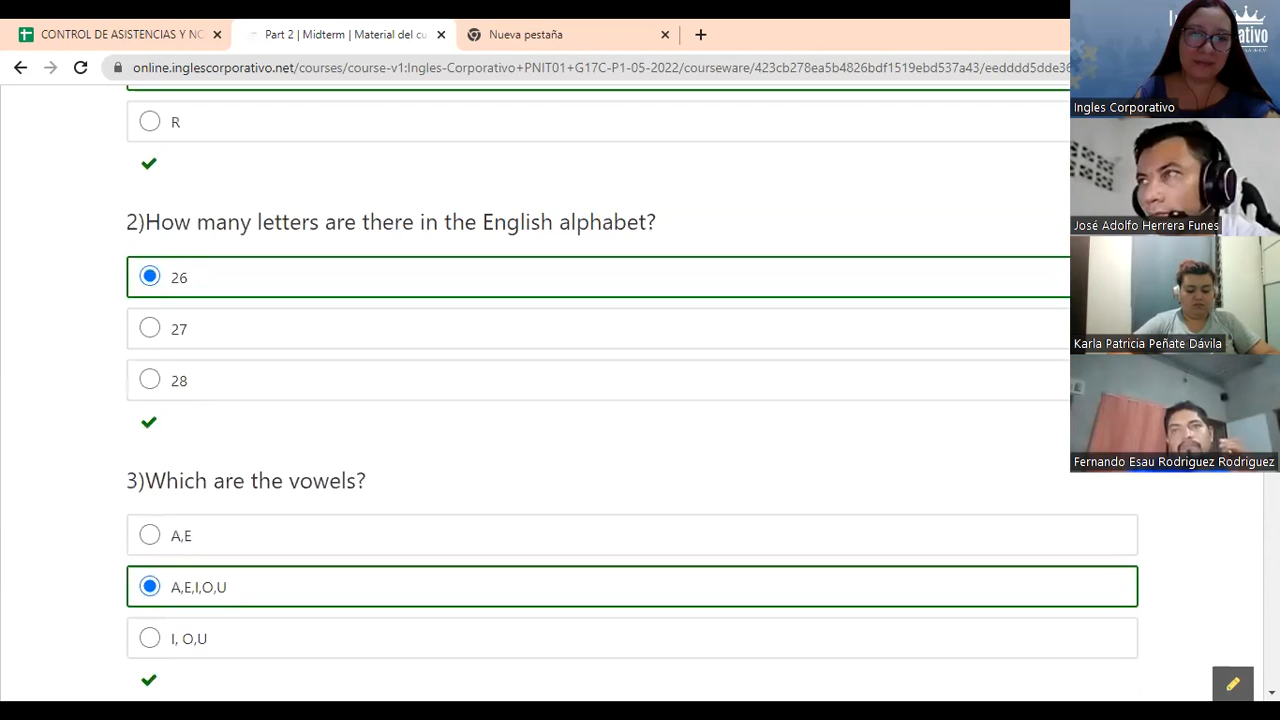 CONTROL DE ASISTENCIAS Y NO
Part 2 | Midterm | Material del cu
Nueva pestaña
online.inglescorporativo.net/courses/course-v1:Ingles-Corporativo+PNIT01+G17C-P1-05-2022/courseware/423cb278ea5b4826bdf1519ebd537a43/eedddd5dde36
Ingles Corporativo
R
José Adolfo Herrera Funes
2)How many letters are there in the English alphabet?
26
27
Karla Patricia Peñate Dávila
28
Fernando Esau Rodriguez Rodriguez
3)Which are the vowels?
A,E
A,E,I,O,U
I, O,U